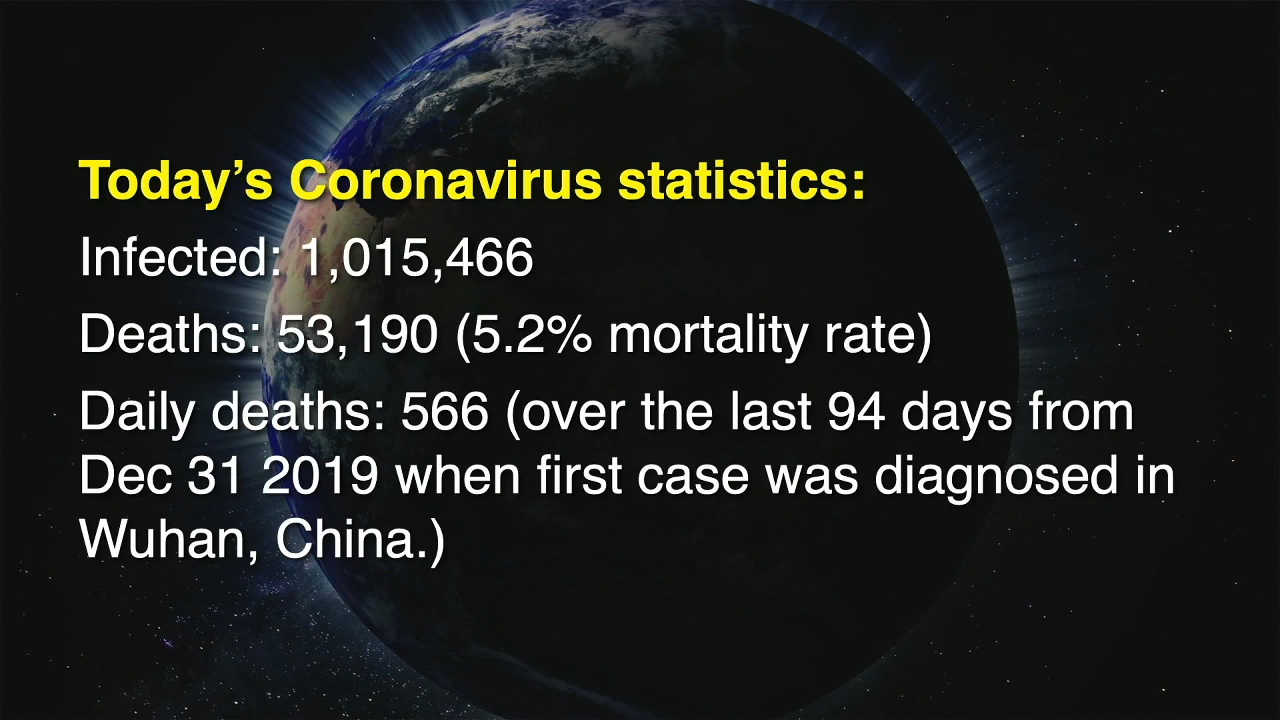 Today’s Coronavirus statistics:
Infected: 1,015,466
Deaths: 53,190 (5.2% mortality rate)
Daily deaths: 566 (over the last 94 days from
Dec 31 2019 when first case was diagnosed in
Wuhan, China.)